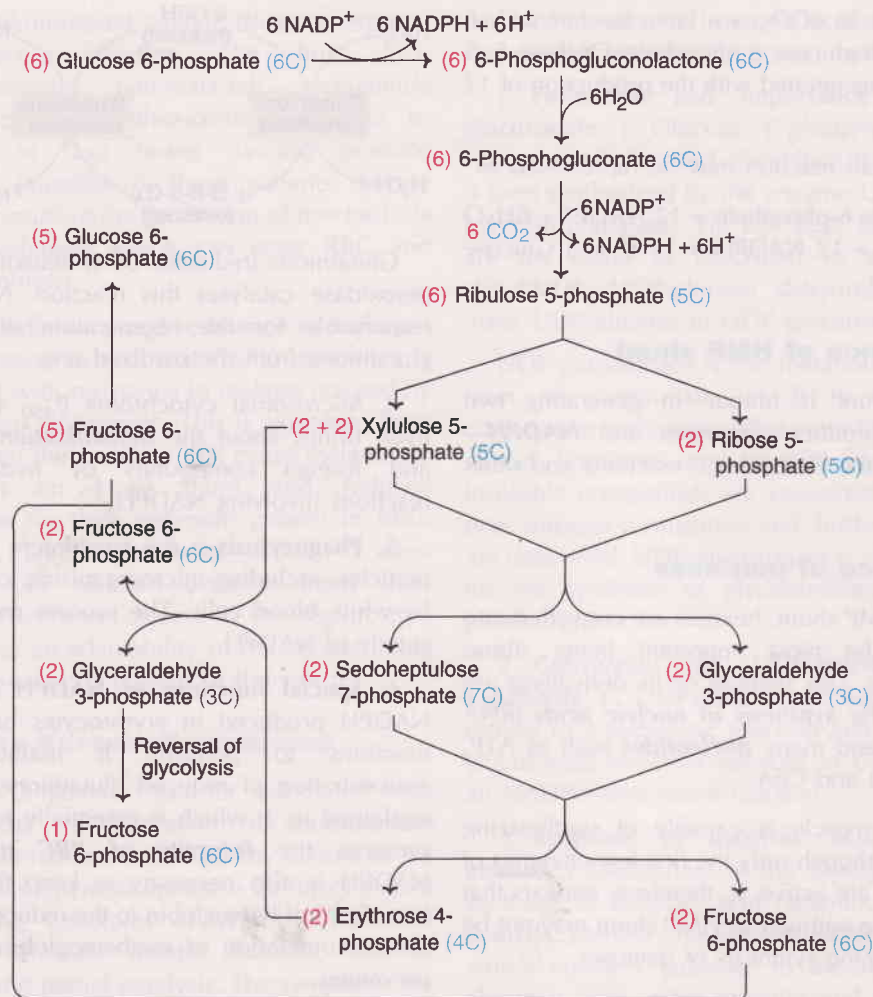 6 NADP⁺ 6 NADPH + 6H⁺
(6) Glucose 6-phosphate (6C)
(6) 6-Phosphogluconolactone (6C)
6H₂O
(6) 6-Phosphogluconate (6C)
6NADP⁺
6 CO₂
6NADPH + 6H⁺
(6) Ribulose 5-phosphate (5C)
(5) Glucose 6-
phosphate (6C)
(5) Fructose 6-
phosphate (6C)
(2 + 2) Xylulose 5-
phosphate (5C)
(2) Ribose 5-
phosphate (5C)
(2) Fructose 6-
phosphate (6C)
(2) Glyceraldehyde
3-phosphate (3C)
(2) Sedoheptulose
7-phosphate (7C)
(2) Glyceraldehyde
3-phosphate (3C)
Reversal of
glycolysis
(1) Fructose
6-phosphate (6C)
(2) Erythrose 4-
phosphate (4C)
(2) Fructose
6-phosphate (6C)